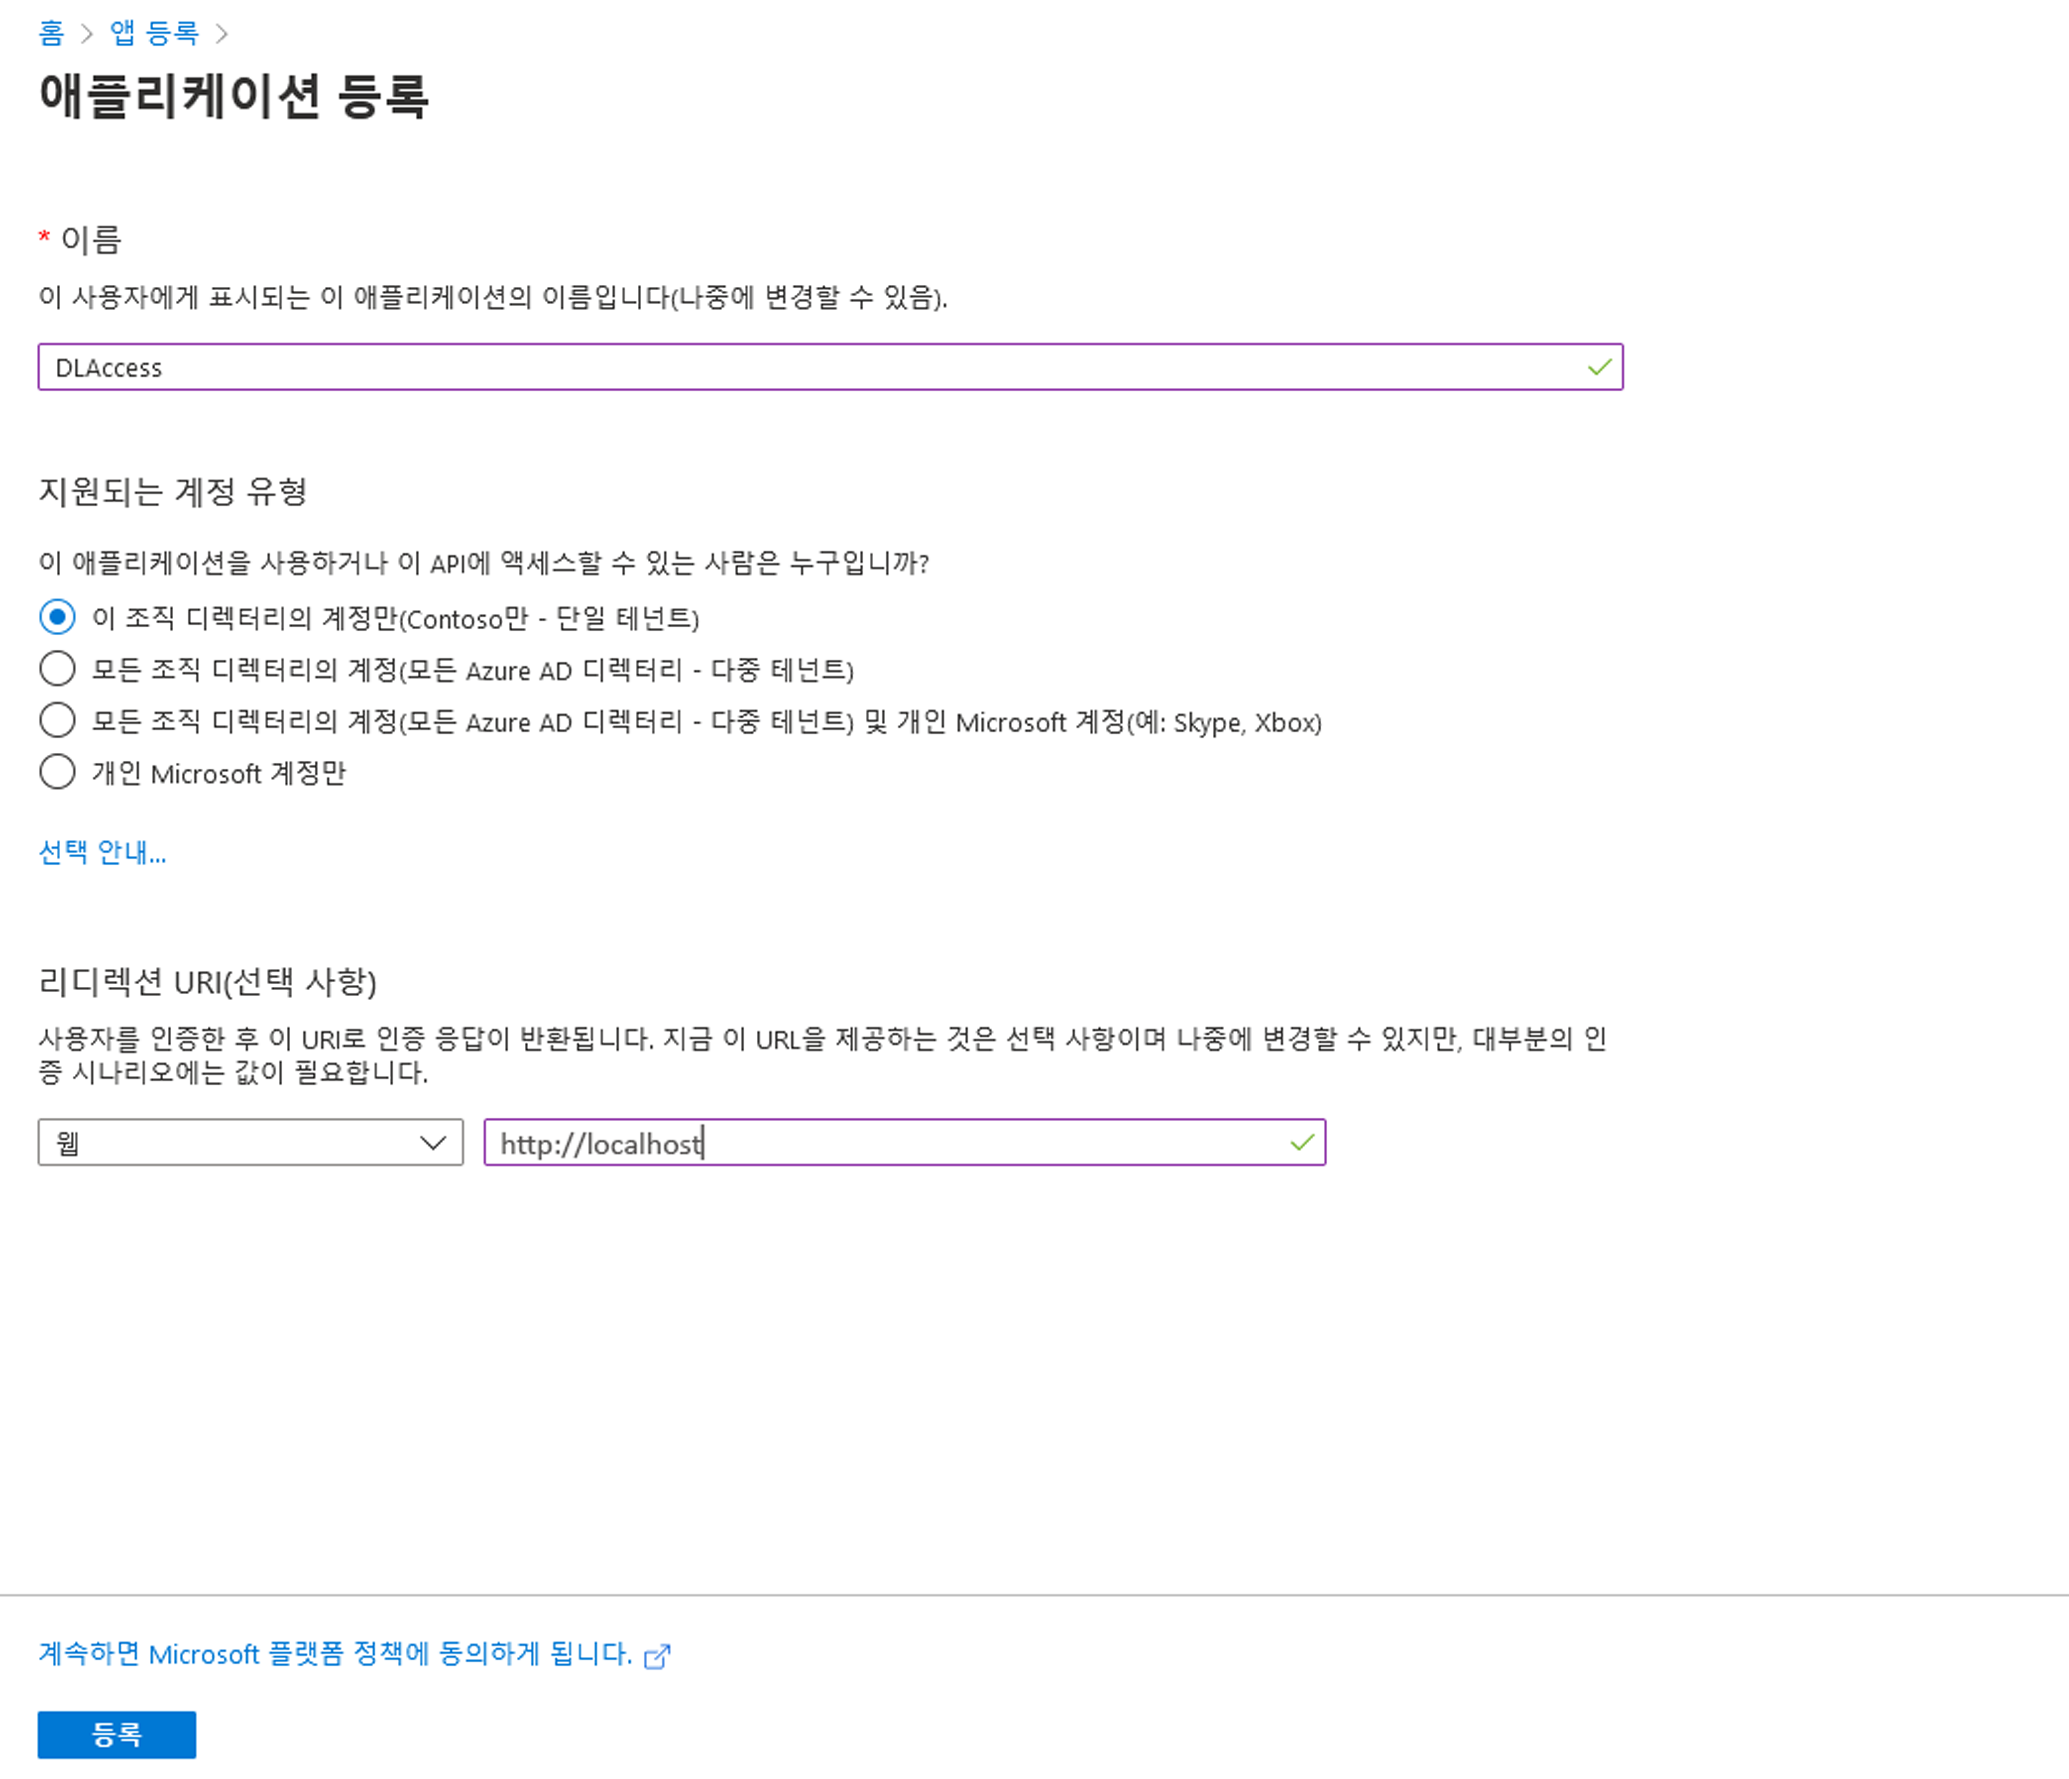 홈 > 앱 등록 >
애플리케이션 등록
* 이름
이 사용자에게 표시되는 이 애플리케이션의 이름입니다(나중에 변경할 수 있음).
DLAccess
지원되는 계정 유형
이 애플리케이션을 사용하거나 이 API에 액세스할 수 있는 사람은 누구입니까?
이 조직 디렉터리의 계정만(Contoso만 - 단일 테넌트)
모든 조직 디렉터리의 계정(모든 Azure AD 디렉터리 - 다중 테넌트)
모든 조직 디렉터리의 계정(모든 Azure AD 디렉터리 - 다중 테넌트) 및 개인 Microsoft 계정(예: Skype, Xbox)
개인 Microsoft 계정만
선택 안내...
리디렉션 URI(선택 사항)
사용자를 인증한 후 이 URI로 인증 응답이 반환됩니다. 지금 이 URL을 제공하는 것은 선택 사항이며 나중에 변경할 수 있지만, 대부분의 인
증 시나리오에는 값이 필요합니다.
웹 http://localhost
계속하면 Microsoft 플랫폼 정책에 동의하게 됩니다.
등록